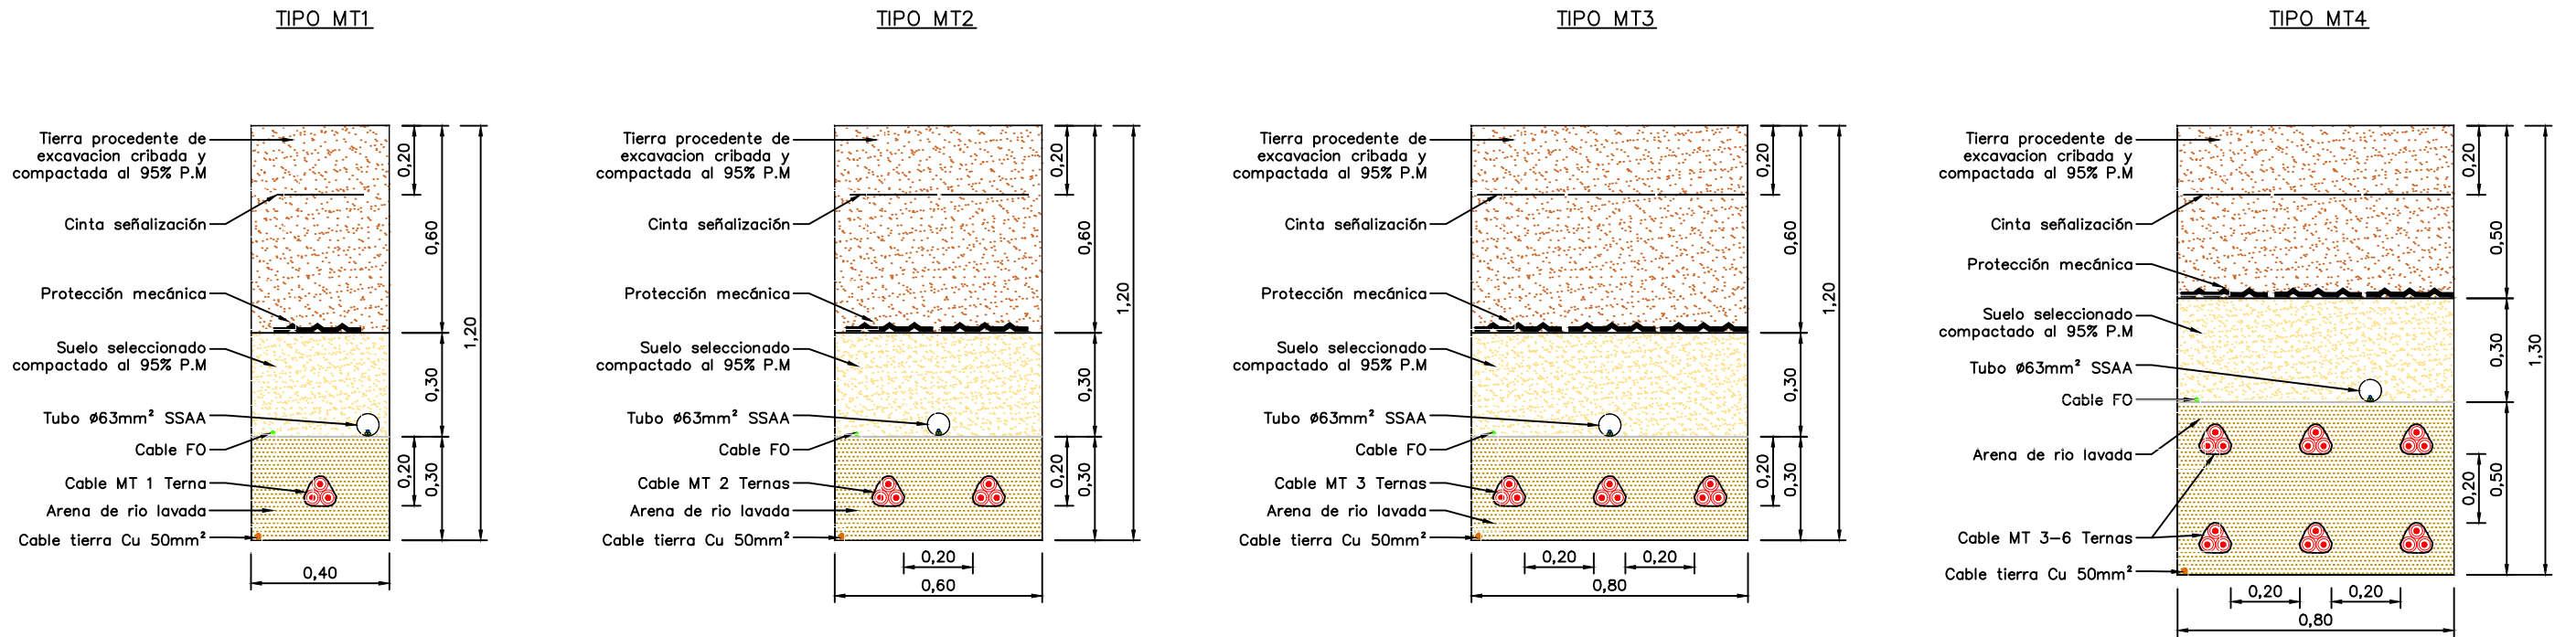 TIPO MT1
Tierra procedente de
excavacion cribada y
compactada al 95% P.M
Cinta señalización
Protección mecánica
Suelo seleccionado
compactado al 95% P.M
Tubo ø63mm² SSAA
Cable FO
Cable MT 1 Terna
Arena de rio lavada
Cable tierra Cu 50mm²
0,20
0,60
1,20
0,30
0,20
0,30
0,40
TIPO MT2
Tierra procedente de
excavacion cribada y
compactada al 95% P.M
Cinta señalización
Protección mecánica
Suelo seleccionado
compactado al 95% P.M
Tubo ø63mm² SSAA
Cable FO
Cable MT 2 Ternas
Arena de rio lavada
Cable tierra Cu 50mm²
0,20
0,60
1,20
0,30
0,20
0,30
0,20
0,60
TIPO MT3
Tierra procedente de
excavacion cribada y
compactada al 95% P.M
Cinta señalización
Protección mecánica
Suelo seleccionado
compactado al 95% P.M
Tubo ø63mm² SSAA
Cable FO
Cable MT 3 Ternas
Arena de rio lavada
Cable tierra Cu 50mm²
0,20
0,60
1,20
0,30
0,20
0,30
0,20
0,20
0,80
TIPO MT4
Tierra procedente de
excavacion cribada y
compactada al 95% P.M
Cinta señalización
Protección mecánica
Suelo seleccionado
compactado al 95% P.M
Tubo ø63mm² SSAA
Cable FO
Arena de rio lavada
Cable MT 3-6 Ternas
Cable tierra Cu 50mm²
0,20
0,50
0,30
1,30
0,20
0,50
0,20
0,20
0,80